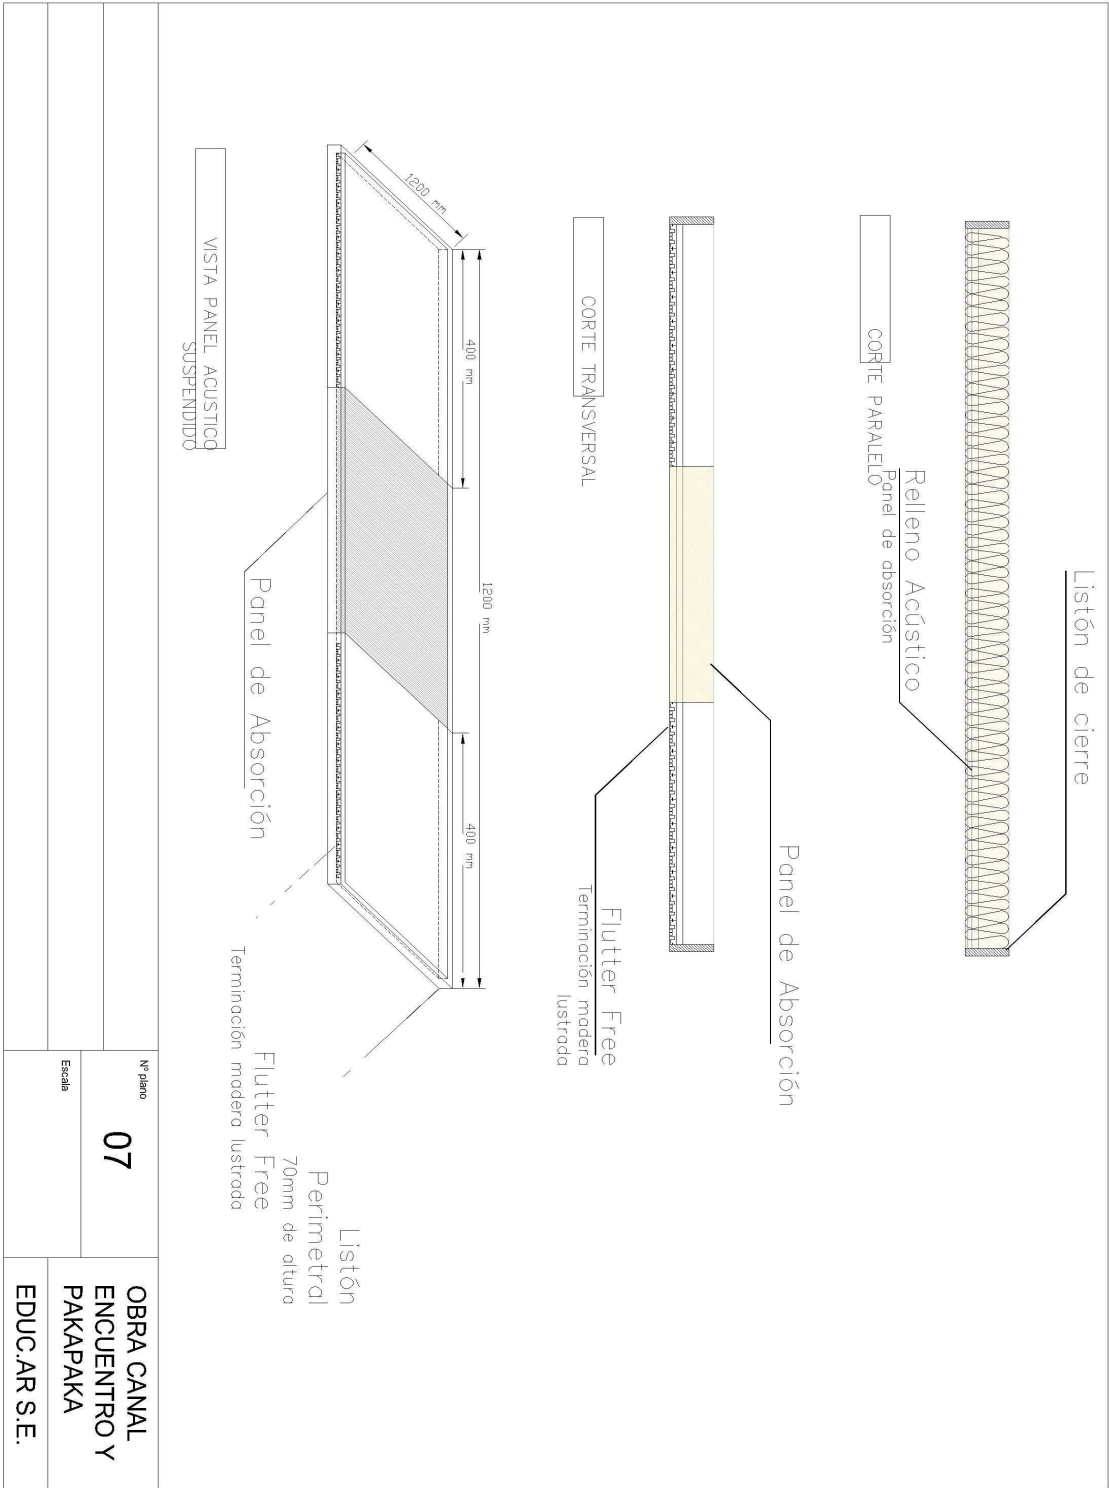 Listón de cierre
Relleno Acústico
Panel de absorción
CORTE PARALELO
Panel de Absorción
Flutter Free
Terminación madera
lustrada
CORTE TRANSVERSAL
1200 mm
1200 mm
400 mm
400 mm
Panel de Absorción
Listón
Perimetral
70mm de altura
Flutter Free
Terminación madera lustrada
VISTA PANEL ACUSTICO
SUSPENDIDO
Nº plano
07
Escala
OBRA CANAL
ENCUENTRO Y
PAKAPAKA
EDUC.AR S.E.